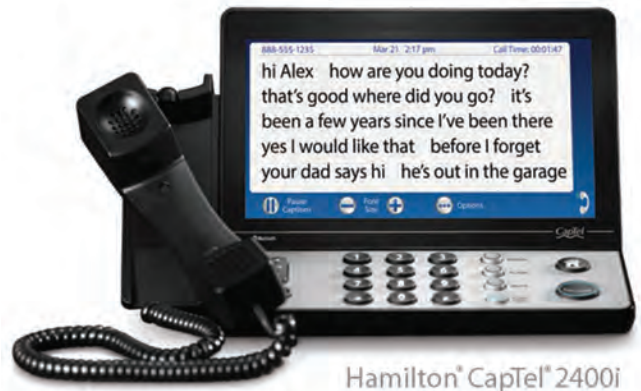 888-555-1235 Mar 21 2:17 pm Call Time: 00:01:47
hi Alex how are you doing today?
that's good where did you go? it's
been a few years since I've been there
yes I would like that before I forget
your dad says hi he's out in the garage
Pause Captions
Font Size
Options
CapTel
Hamilton® CapTel® 2400i